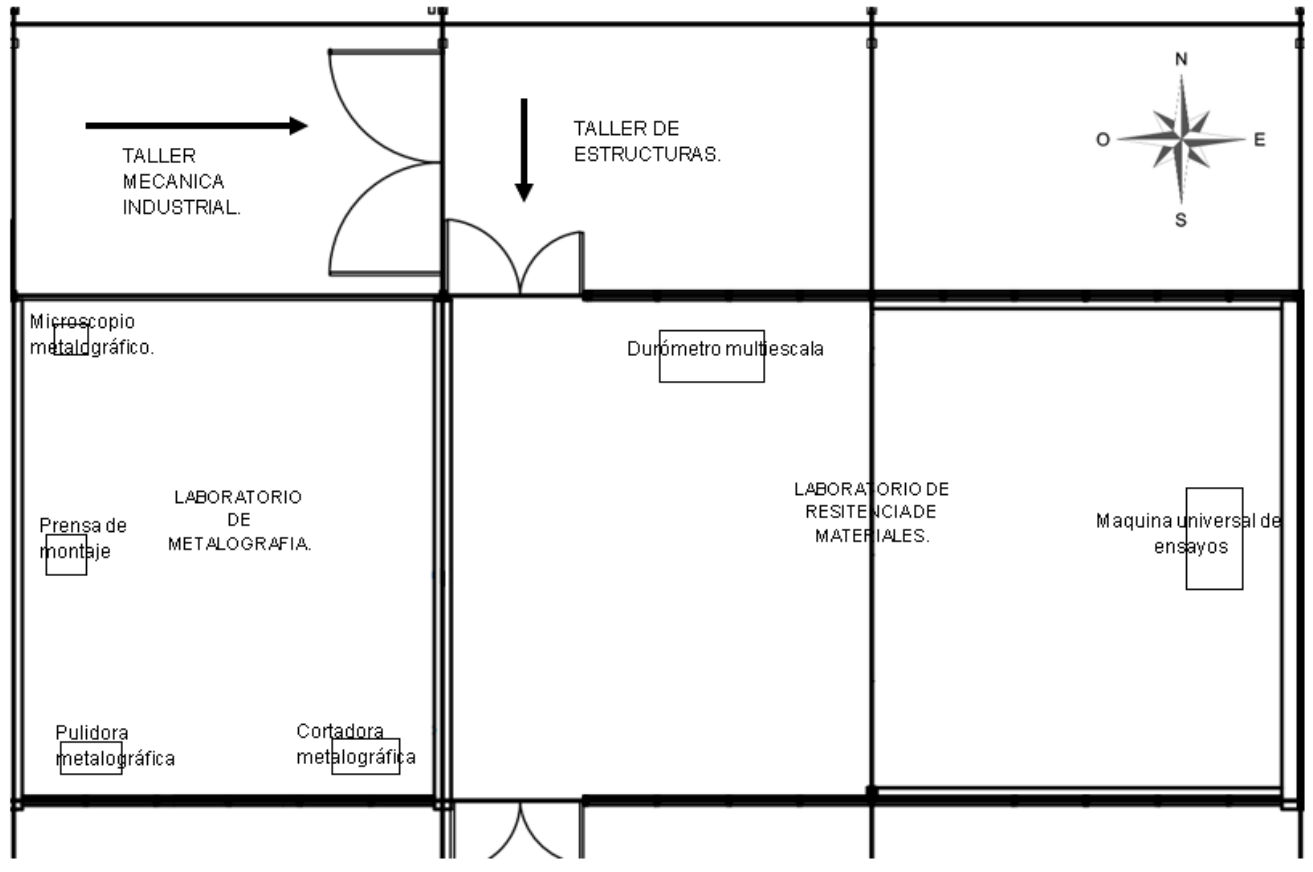 N
O
E
S
TALLER
MECANICA
INDUSTRIAL.
TALLER DE
ESTRUCTURAS.
Microscopio
metalográfico.
Durómetro multiescala
LABORATORIO
DE
METALOGRAFIA.
LABORATORIO DE
RESITENCIADE
MATERIALES.
Prensa de
montaje
Maquina universal de
ensayos
Pulidora
metalográfica
Cortadora
metalográfica